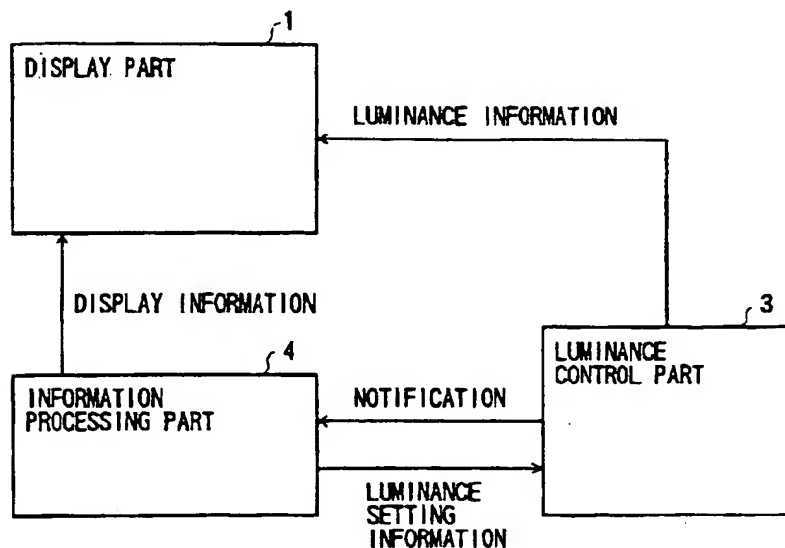 1
DISPLAY PART
LUMINANCE INFORMATION
DISPLAY INFORMATION
3
4
LUMINANCE
CONTROL PART
INFORMATION
PROCESSING PART
NOTIFICATION
LUMINANCE
SETTING
INFORMATION